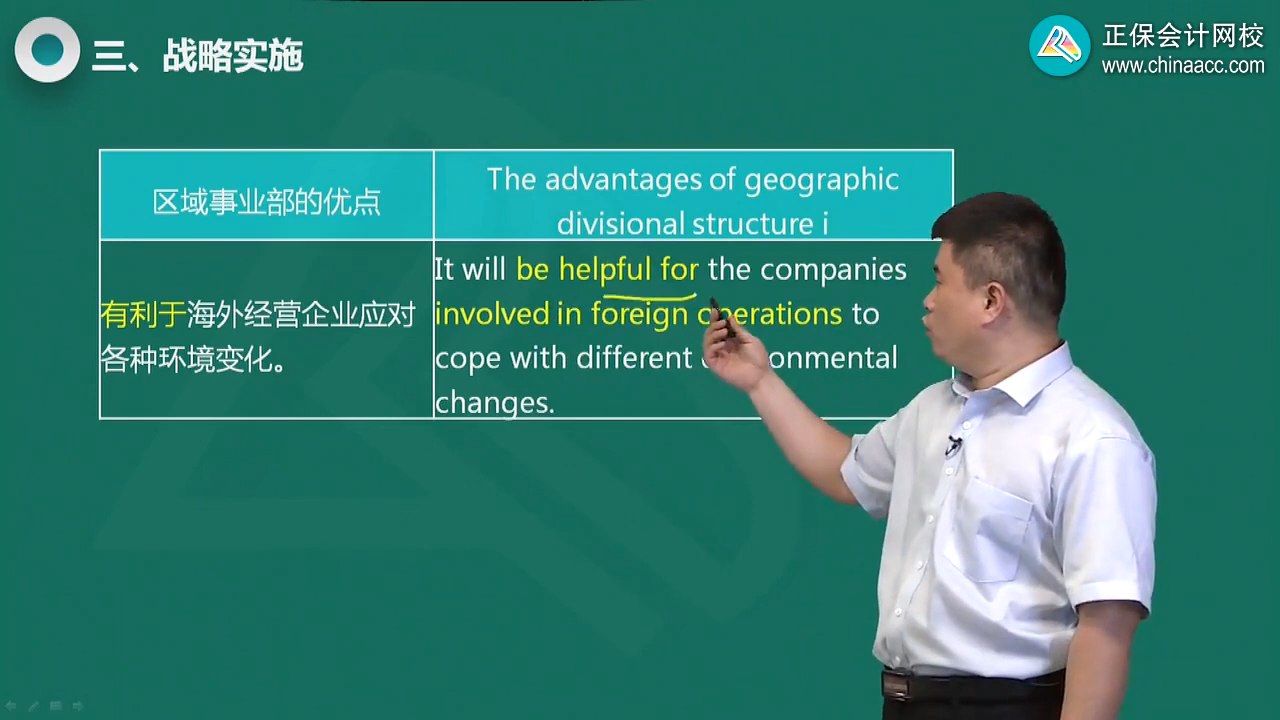 三、战略实施
正保会计网校
www.chinaacc.com
区域事业部的优点
The advantages of geographic
divisional structure i
有利于海外经营企业应对
各种环境变化。
It will be helpful for the companies
involved in foreign operations to
cope with different changes.